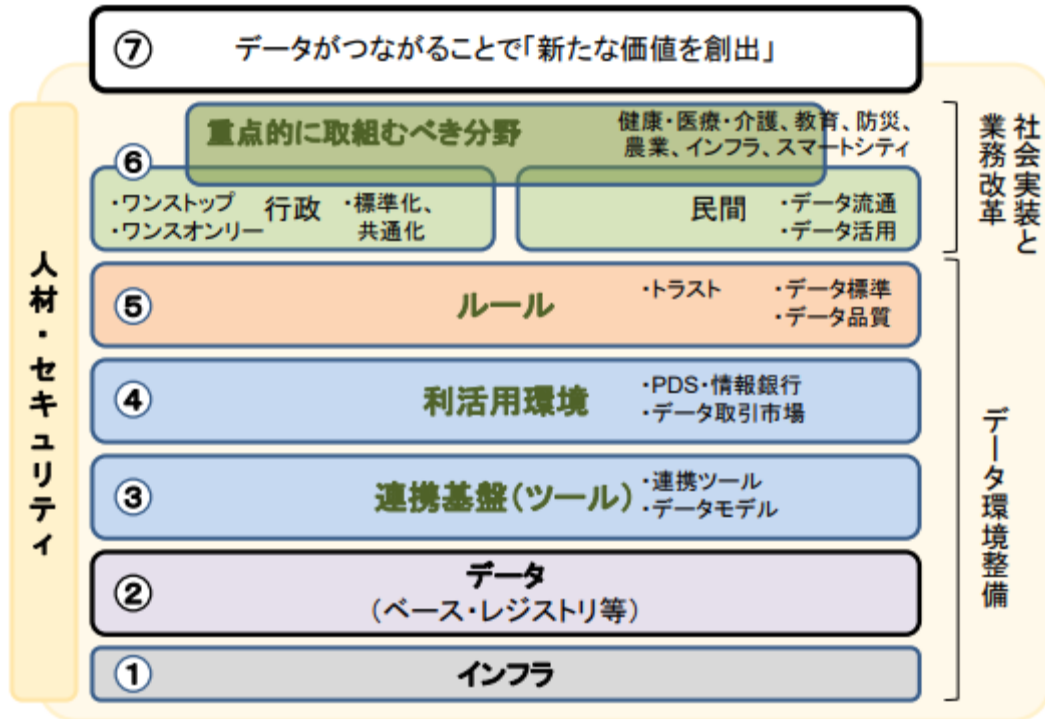 ⑦ データがつながることで「新たな価値を創出」
重点的に取組むべき分野
健康・医療・介護、教育、防災、
農業、インフラ、スマートシティ
⑥
・ワンストップ
・ワンスオンリー
行政
・標準化、
共通化
民間
・データ流通
・データ活用
社会実装と
業務改革
⑤ ルール
・トラスト
・データ標準
・データ品質
④ 利活用環境
・PDS・情報銀行
・データ取引市場
③ 連携基盤(ツール)
・連携ツール
・データモデル
② データ
(ベース・レジストリ等)
① インフラ
人材・セキュリティ
データ環境整備